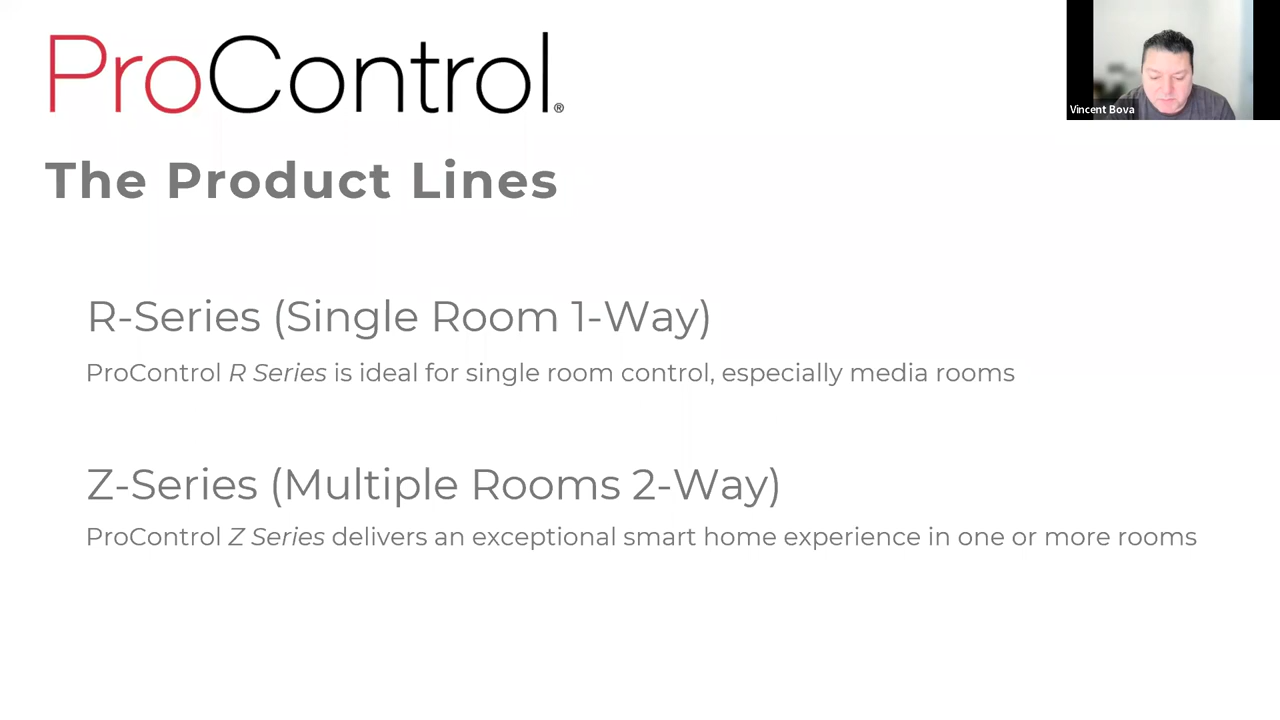 ProControl®
Vincent Bova
The Product Lines
R-Series (Single Room 1-Way)
ProControl R Series is ideal for single room control, especially media rooms
Z-Series (Multiple Rooms 2-Way)
ProControl Z Series delivers an exceptional smart home experience in one or more rooms